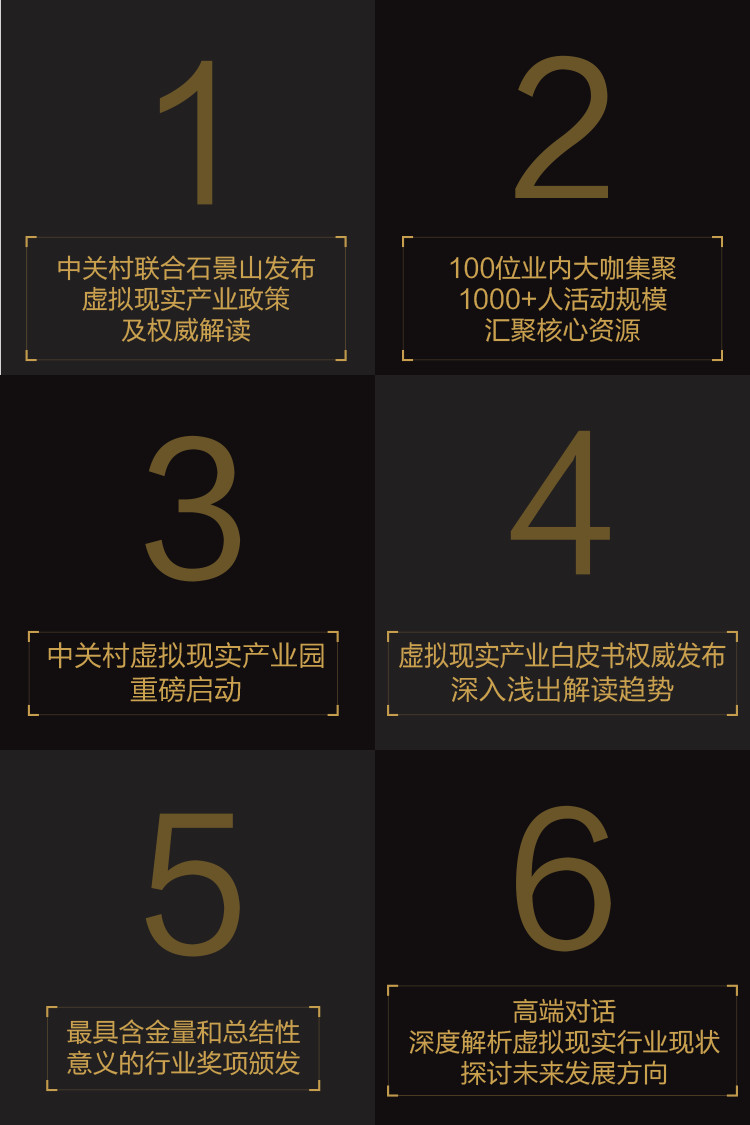 1
中关村联合石景山发布
虚拟现实产业政策
及权威解读
2
100位业内大咖集聚
1000+人活动规模
汇聚核心资源
3
中关村虚拟现实产业园
重磅启动
4
虚拟现实产业白皮书权威发布
深入浅出解读趋势
5
最具含金量和总结性
意义的行业奖项颁发
6
高端对话
深度解析虚拟现实行业现状
探讨未来发展方向